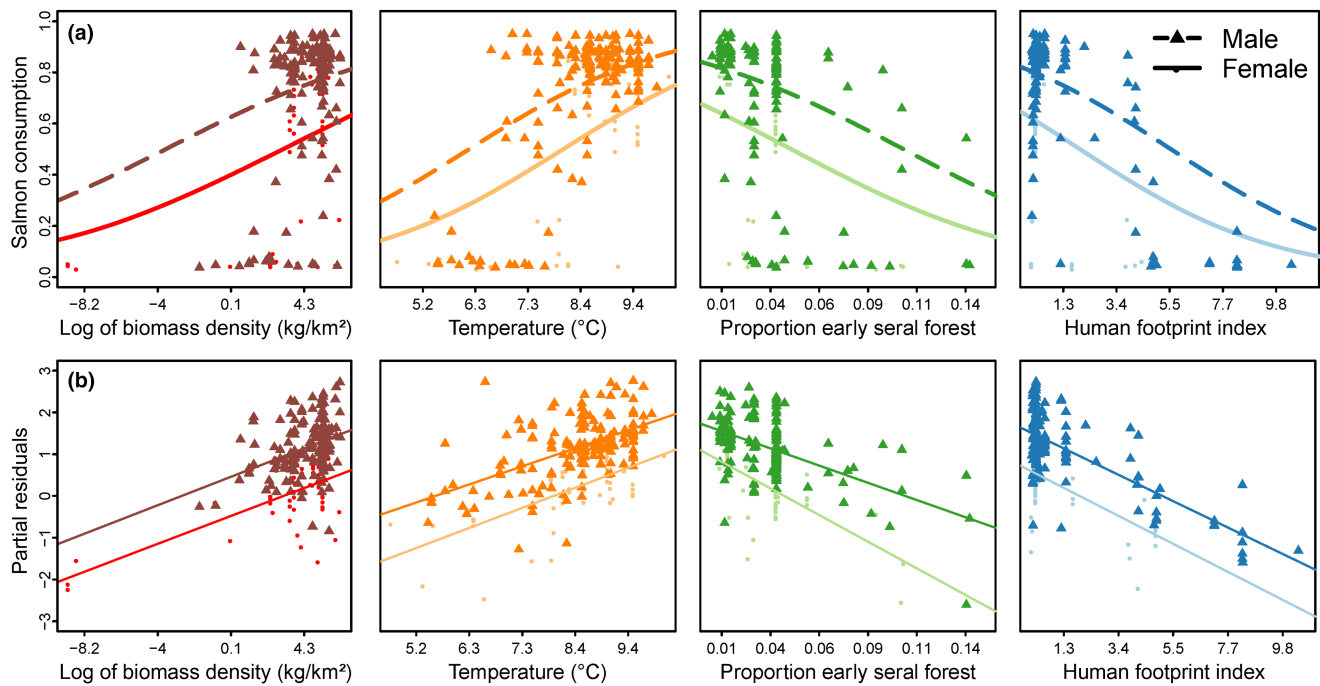 (a)
Salmon consumption
1.0
0.8
0.6
0.4
0.2
0.0
Male
Female
−8.2 −4 0.1 4.3
5.2 6.3 7.3 8.4 9.4
0.01 0.04 0.06 0.09 0.11 0.14
1.3 3.4 5.5 7.7 9.8
Log of biomass density (kg/km²)
Temperature (°C)
Proportion early seral forest
Human footprint index
(b)
Partial residuals
3
2
1
0
−1
−2
−3
−8.2 −4 0.1 4.3
5.2 6.3 7.3 8.4 9.4
0.01 0.04 0.06 0.09 0.11 0.14
1.3 3.4 5.5 7.7 9.8
Log of biomass density (kg/km²)
Temperature (°C)
Proportion early seral forest
Human footprint index